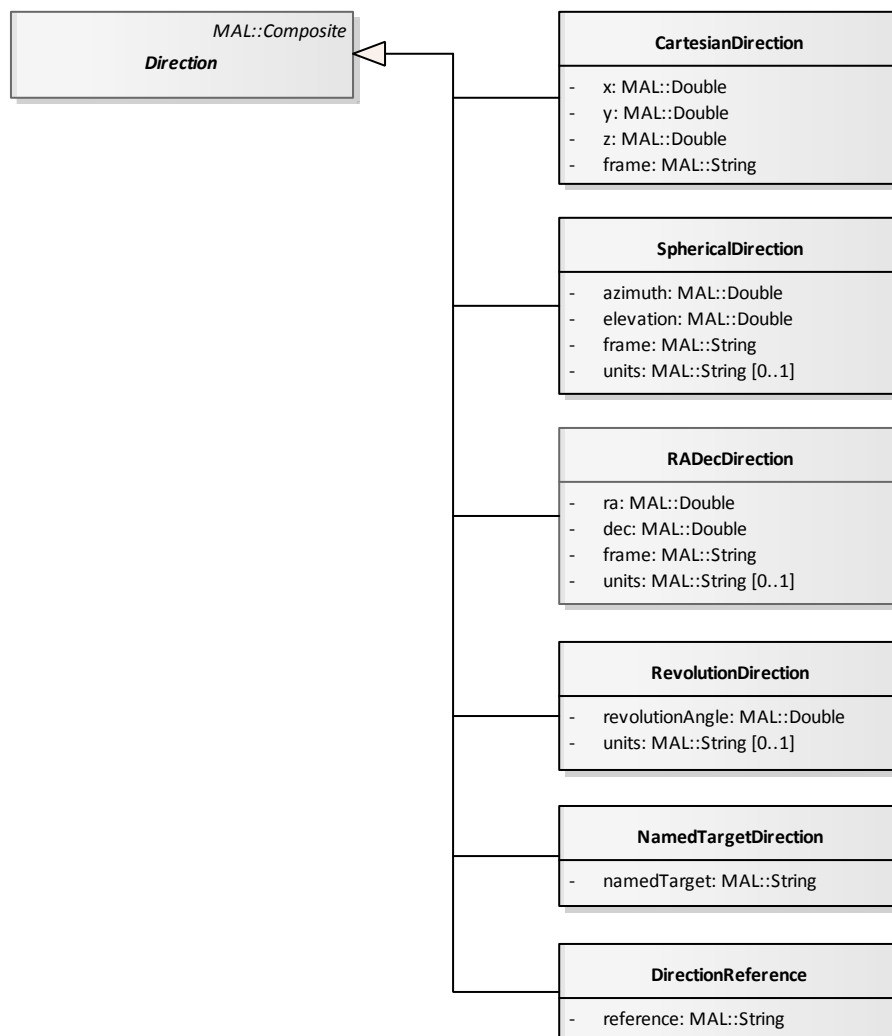 MAL::Composite
Direction
CartesianDirection
- x: MAL::Double
- y: MAL::Double
- z: MAL::Double
- frame: MAL::String
SphericalDirection
- azimuth: MAL::Double
- elevation: MAL::Double
- frame: MAL::String
- units: MAL::String [0..1]
RADecDirection
- ra: MAL::Double
- dec: MAL::Double
- frame: MAL::String
- units: MAL::String [0..1]
RevolutionDirection
- revolutionAngle: MAL::Double
- units: MAL::String [0..1]
NamedTargetDirection
- namedTarget: MAL::String
DirectionReference
- reference: MAL::String